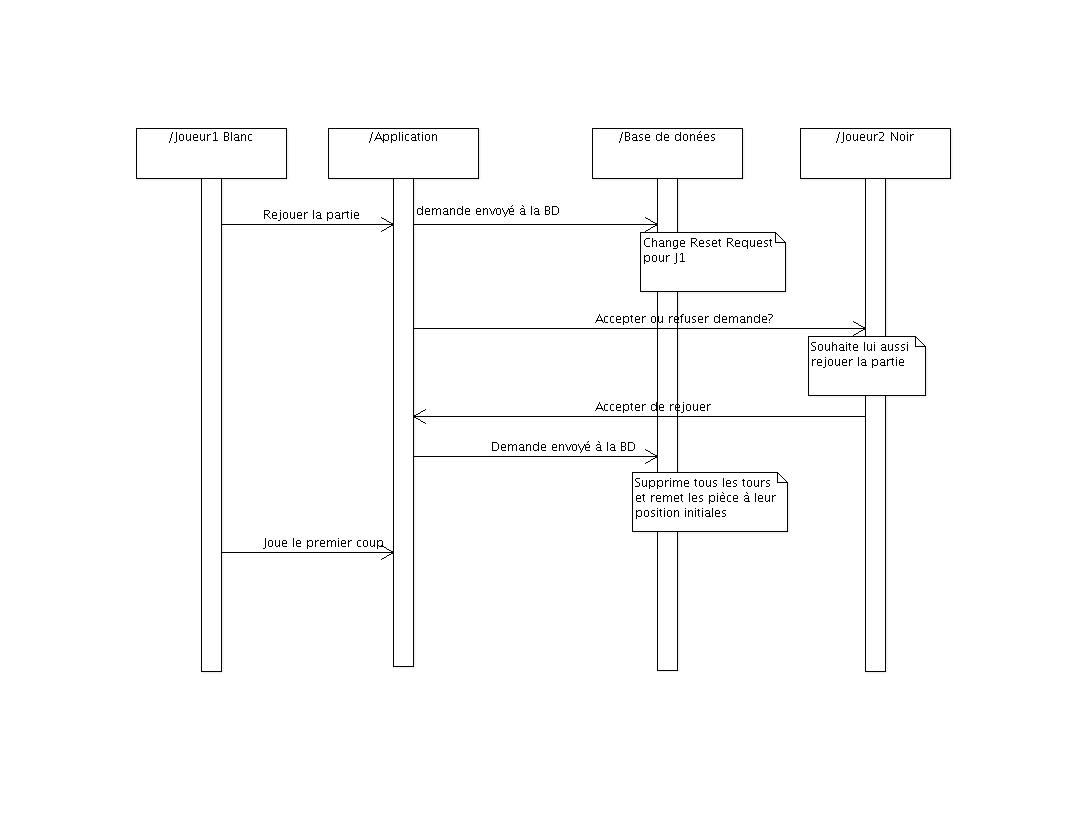 /Joueur1 Blanc
/Application
/Base de donées
/Joueur2 Noir
Rejouer la partie
demande envoyé à la BD
Change Reset Request
pour J1
Accepter ou refuser demande?
Souhaite lui aussi
rejouer la partie
Accepter de rejouer
Demande envoyé à la BD
Supprime tous les tours
et remet les pièce à leur
position initiales
Joue le premier coup